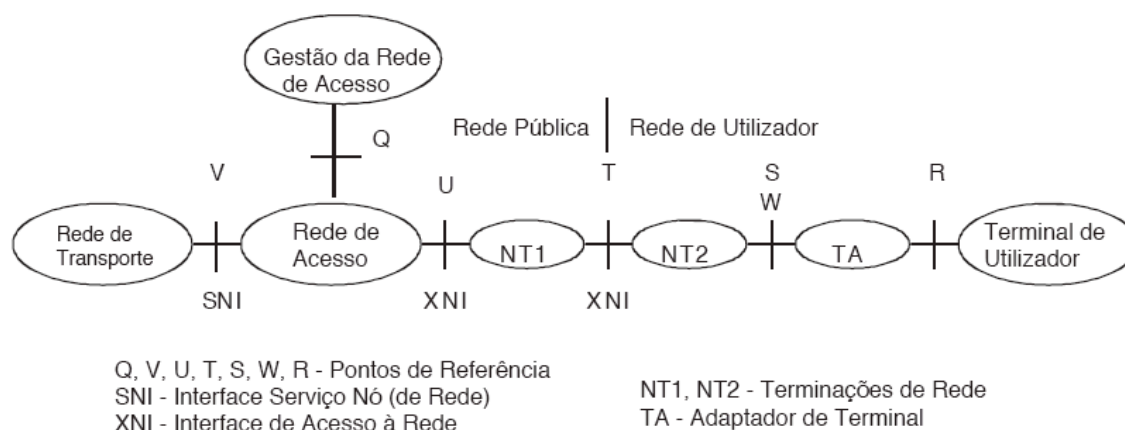 Gestão da Rede
de Acesso
Q
Rede Pública
Rede de Utilizador
V
U
T
S
W
R
Rede de
Transporte
Rede de
Acesso
NT1
NT2
TA
Terminal de
Utilizador
SNI
XNI
XNI
Q, V, U, T, S, W, R - Pontos de Referência
SNI - Interface Serviço Nó (de Rede)
XNI - Interface de Acesso à Rede
NT1, NT2 - Terminações de Rede
TA - Adaptador de Terminal